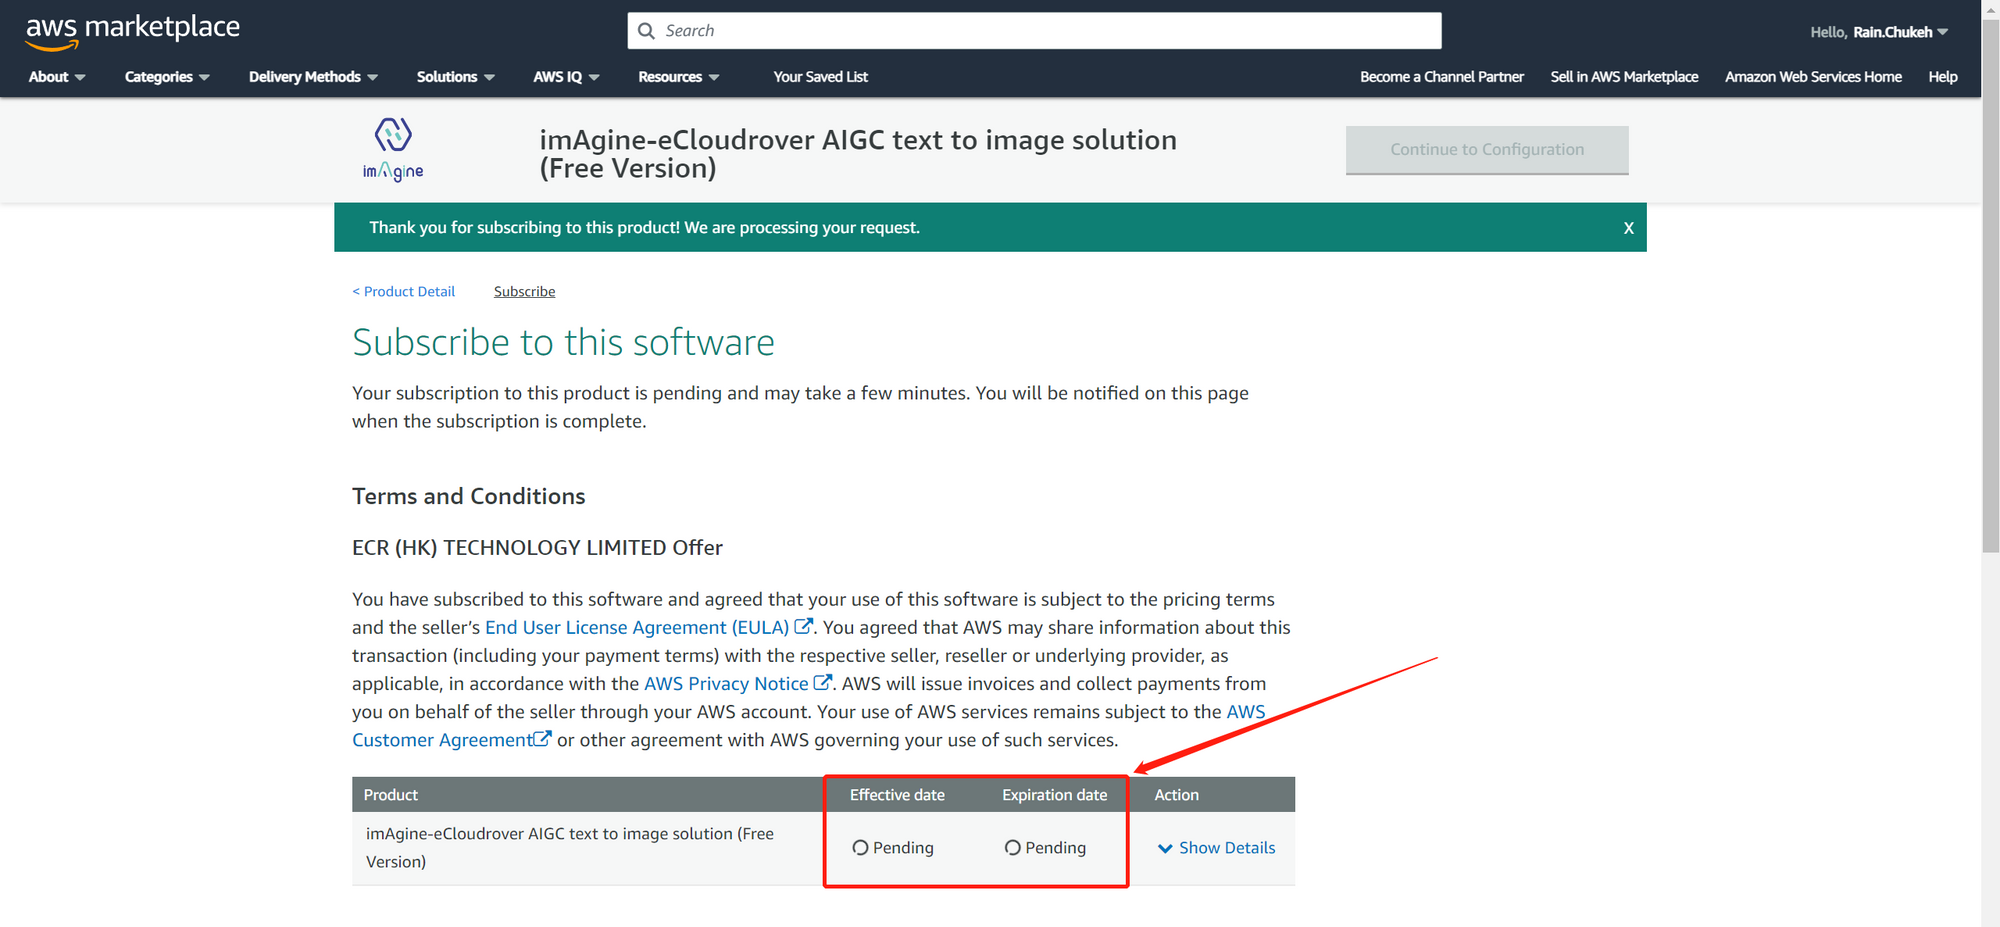 aws marketplace
Search
Hello, Rain.Chukeh
About
Categories
Delivery Methods
Solutions
AWS IQ
Resources
Your Saved List
Become a Channel Partner
Sell in AWS Marketplace
Amazon Web Services Home
Help
imAgine
imAgine-eCloudrover AIGC text to image solution
(Free Version)
Continue to Configuration
Thank you for subscribing to this product! We are processing your request.
X
< Product Detail
Subscribe
Subscribe to this software
Your subscription to this product is pending and may take a few minutes. You will be notified on this page
when the subscription is complete.
Terms and Conditions
ECR (HK) TECHNOLOGY LIMITED Offer
You have subscribed to this software and agreed that your use of this software is subject to the pricing terms
and the seller’s End User License Agreement (EULA). You agreed that AWS may share information about this
transaction (including your payment terms) with the respective seller, reseller or underlying provider, as
applicable, in accordance with the AWS Privacy Notice. AWS will issue invoices and collect payments from
you on behalf of the seller through your AWS account. Your use of AWS services remains subject to the AWS
Customer Agreement or other agreement with AWS governing your use of such services.
Product
Effective date
Expiration date
Action
imAgine-eCloudrover AIGC text to image solution (Free
Version)
Pending
Pending
Show Details